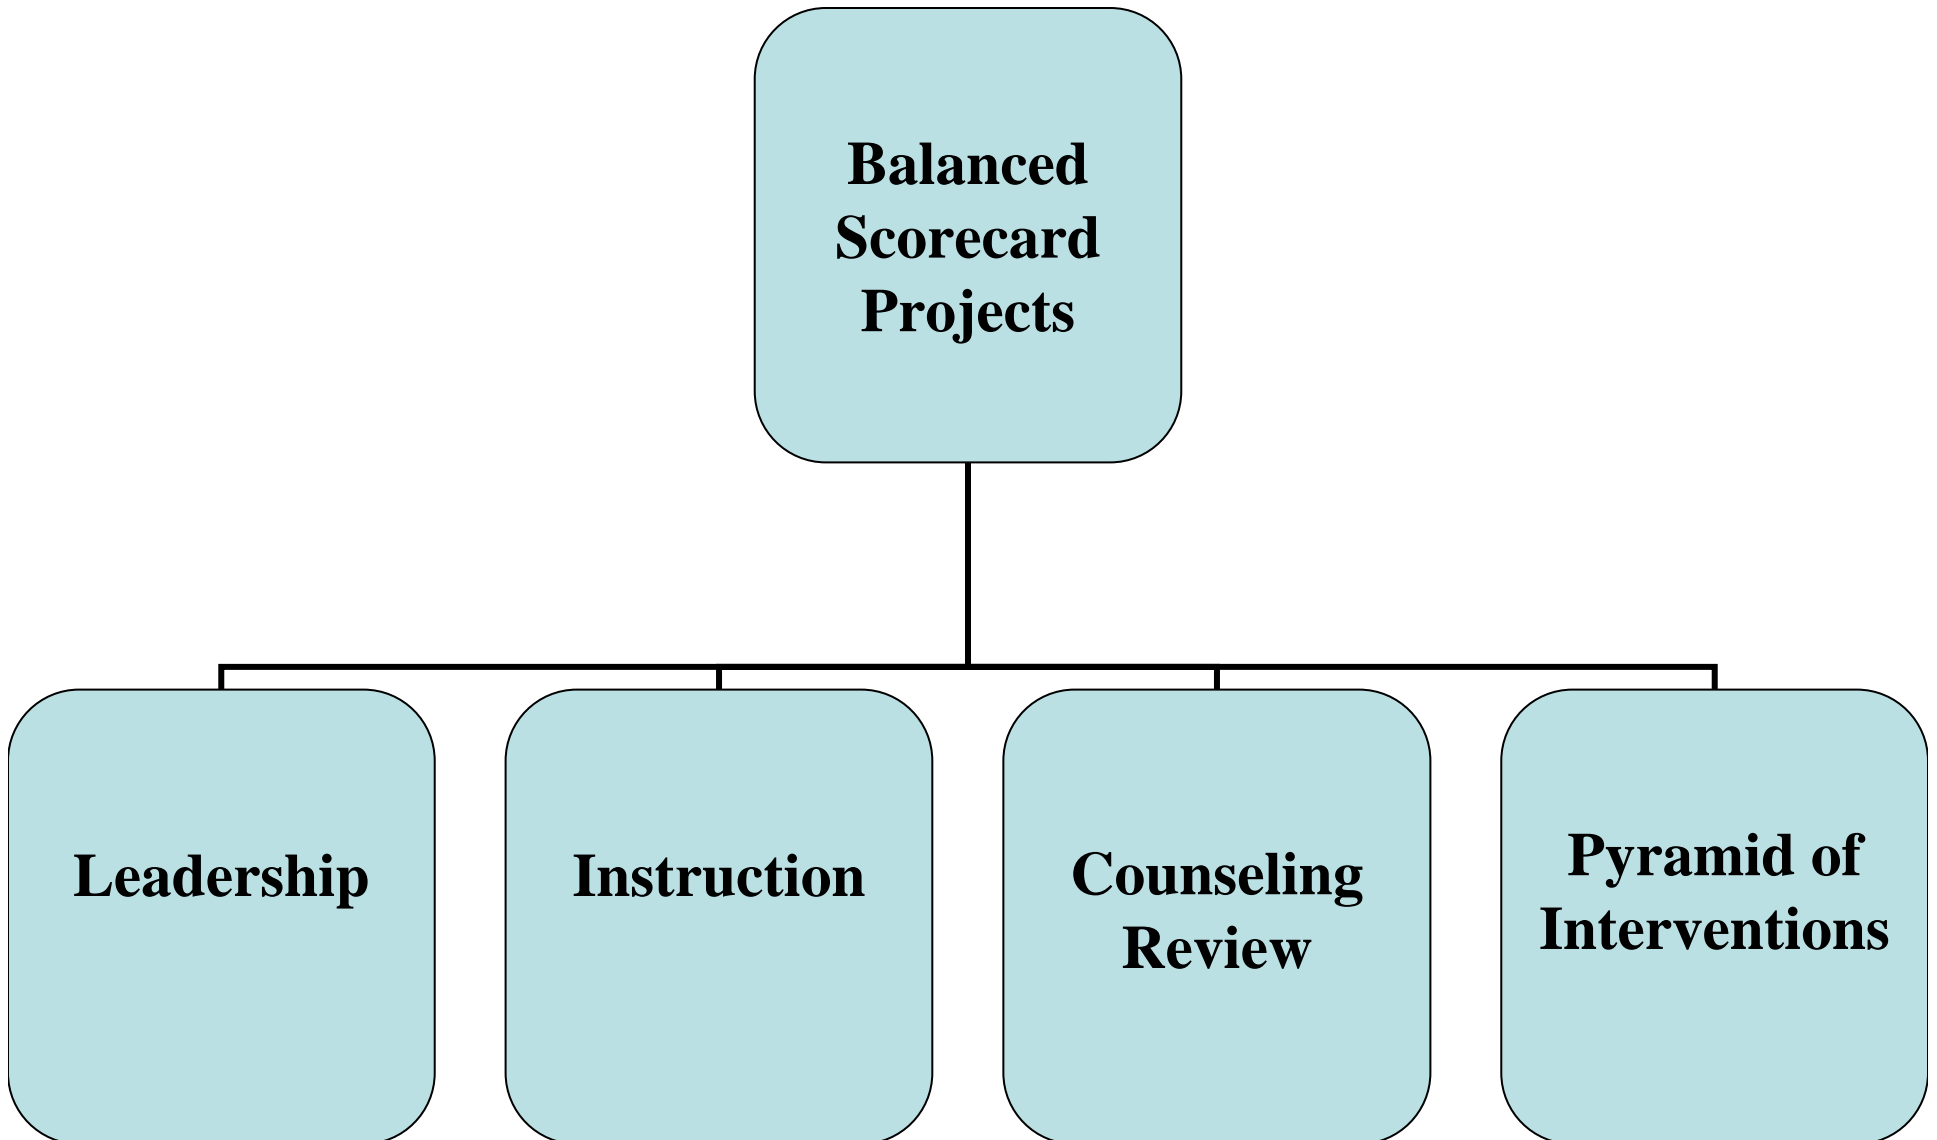 Balanced
Scorecard
Projects
Leadership
Instruction
Counseling
Review
Pyramid of
Interventions